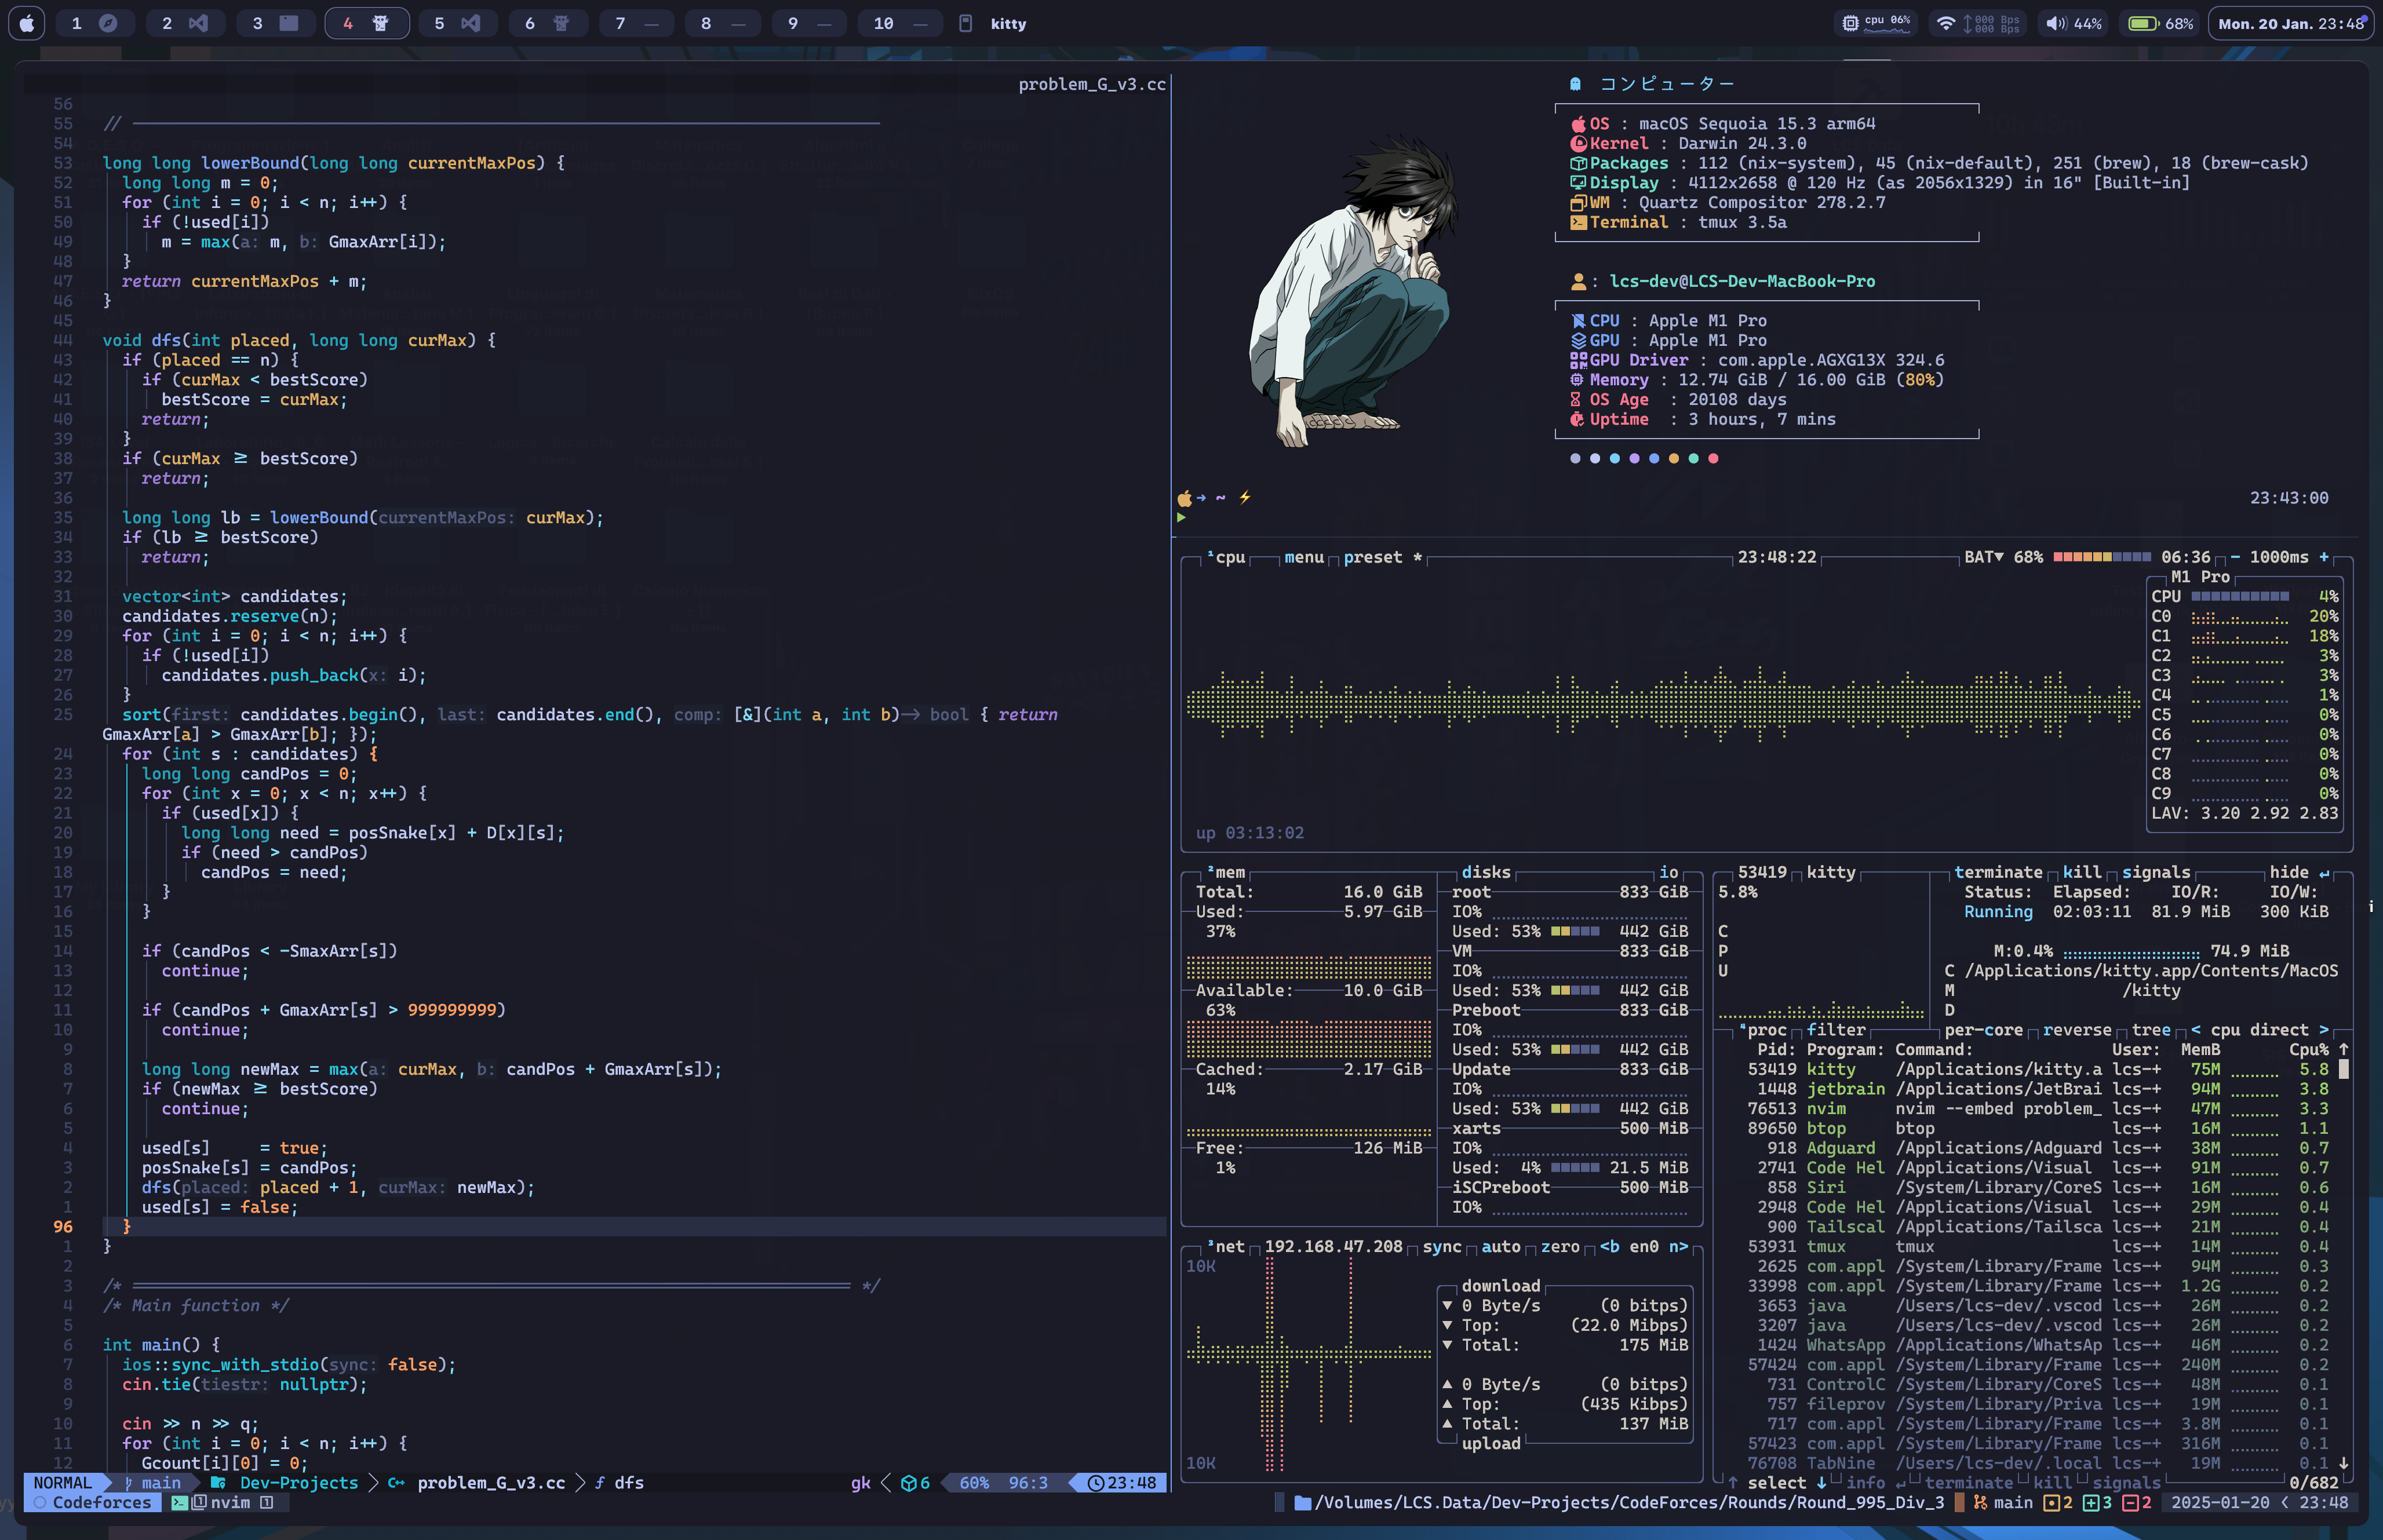 1 2 3 4 5 6 7 — 8 — 9 — 10 — kitty
cpu 06% 000 Bps 000 Bps 44% 68% Mon. 20 Jan. 23:48
problem_G_v3.cc
56
55 // ────────
54
53 long long lowerBound(long long currentMaxPos) {
52 long long m = 0;
51 for (int i = 0; i < n; i++) {
50 if (!used[i])
49 m = max(a: m, b: GmaxArr[i]);
48 }
47 return currentMaxPos + m;
46 }
45
44 void dfs(int placed, long long curMax) {
43 if (placed == n) {
42 if (curMax < bestScore)
41 bestScore = curMax;
40 return;
39 }
38 if (curMax ≥ bestScore)
37 return;
36
35 long long lb = lowerBound(currentMaxPos: curMax);
34 if (lb ≥ bestScore)
33 return;
32
31 vector<int> candidates;
30 candidates.reserve(n);
29 for (int i = 0; i < n; i++) {
28 if (!used[i])
27 candidates.push_back(x: i);
26 }
25 sort(first: candidates.begin(), last: candidates.end(), comp: [&](int a, int b)-> bool { return
GmaxArr[a] > GmaxArr[b]; });
24 for (int s : candidates) {
23 long long candPos = 0;
22 for (int x = 0; x < n; x++) {
21 if (used[x]) {
20 long long need = posSnake[x] + D[x][s];
19 if (need > candPos)
18 candPos = need;
17 }
16 }
15
14 if (candPos < -SmaxArr[s])
13 continue;
12
11 if (candPos + GmaxArr[s] > 999999999)
10 continue;
9
8 long long newMax = max(a: curMax, b: candPos + GmaxArr[s]);
7 if (newMax ≥ bestScore)
6 continue;
5
4 used[s] = true;
3 posSnake[s] = candPos;
2 dfs(placed: placed + 1, curMax: newMax);
1 used[s] = false;
96 }
1 }
2
3 /* ════════ */
4 /* Main function */
5
6 int main() {
7 ios::sync_with_stdio(sync: false);
8 cin.tie(tiestr: nullptr);
9
10 cin >> n >> q;
11 for (int i = 0; i < n; i++) {
12 Gcount[i][0] = 0;
NORMAL main Dev-Projects > C++ problem_G_v3.cc > f dfs gk < 6 60% 96:3 23:48
コンピューター
OS : macOS Sequoia 15.3 arm64
Kernel : Darwin 24.3.0
Packages : 112 (nix-system), 45 (nix-default), 251 (brew), 18 (brew-cask)
Display : 4112x2658 @ 120 Hz (as 2056x1329) in 16" [Built-in]
WM : Quartz Compositor 278.2.7
Terminal : tmux 3.5a
: lcs-dev@LCS-Dev-MacBook-Pro
CPU : Apple M1 Pro
GPU : Apple M1 Pro
GPU Driver : com.apple.AGXG13X 324.6
Memory : 12.74 GiB / 16.00 GiB (80%)
OS Age : 20108 days
Uptime : 3 hours, 7 mins
→ ~ ⚡ 23:43:00
¹cpu menu preset * 23:48:22 BAT▼ 68% 06:36 - 1000ms +
M1 Pro
CPU 4%
C0 20%
C1 18%
C2 3%
C3 3%
C4 1%
C5 0%
C6 0%
C7 0%
C8 0%
C9 0%
LAV: 3.20 2.92 2.83
up 03:13:02
²mem
Total: 16.0 GiB
Used: 5.97 GiB
37%
Available: 10.0 GiB
63%
Cached: 2.17 GiB
14%
Free: 126 MiB
1%
disks io
root 833 GiB
IO%
Used: 53% 442 GiB
VM 833 GiB
IO%
Used: 53% 442 GiB
Preboot 833 GiB
IO%
Used: 53% 442 GiB
Update 833 GiB
IO%
Used: 53% 442 GiB
xarts 500 MiB
IO%
Used: 4% 21.5 MiB
iSCPreboot 500 MiB
IO%
³net 192.168.47.208 sync auto zero <b en0 n>
10K
download
▼ 0 Byte/s (0 bitps)
▼ Top: (22.0 Mibps)
▼ Total: 175 MiB
▲ 0 Byte/s (0 bitps)
▲ Top: (435 Kibps)
▲ Total: 137 MiB
upload
10K
53419 kitty terminate kill signals hide ↵
5.8% Status: Elapsed: IO/R: IO/W:
Running 02:03:11 81.9 MiB 300 KiB
CPU
M:0.4% 74.9 MiB
CMD /Applications/kitty.app/Contents/MacOS
/kitty
⁴proc filter per-core reverse tree < cpu direct >
Pid: Program: Command: User: MemB Cpu% ↑
53419 kitty /Applications/kitty.a lcs-+ 75M 5.8
1448 jetbrain /Applications/JetBrai lcs-+ 94M 3.8
76513 nvim nvim --embed problem_ lcs-+ 47M 3.3
89650 btop btop lcs-+ 16M 1.1
918 Adguard /Applications/Adguard lcs-+ 38M 0.7
2741 Code Hel /Applications/Visual lcs-+ 91M 0.7
858 Siri /System/Library/CoreS lcs-+ 16M 0.6
2948 Code Hel /Applications/Visual lcs-+ 29M 0.4
900 Tailscal /Applications/Tailsca lcs-+ 21M 0.4
53931 tmux tmux lcs-+ 14M 0.4
2625 com.appl /System/Library/Frame lcs-+ 94M 0.3
33998 com.appl /System/Library/Frame lcs-+ 1.2G 0.2
3653 java /Users/lcs-dev/.vscod lcs-+ 26M 0.2
3207 java /Users/lcs-dev/.vscod lcs-+ 26M 0.2
1424 WhatsApp /Applications/WhatsAp lcs-+ 46M 0.2
57424 com.appl /System/Library/Frame lcs-+ 240M 0.2
731 ControlC /System/Library/CoreS lcs-+ 48M 0.1
757 fileprov /System/Library/Priva lcs-+ 19M 0.1
717 com.appl /System/Library/Frame lcs-+ 3.8M 0.1
57423 com.appl /System/Library/Frame lcs-+ 316M 0.1
76708 TabNine /Users/lcs-dev/.local lcs-+ 19M 0.1 ↓
↑ select ↓ info ↵ terminate kill signals 0/682
Codeforces 1 nvim 1 /Volumes/LCS.Data/Dev-Projects/CodeForces/Rounds/Round_995_Div_3 main 2 3 2 2025-01-20 < 23:48